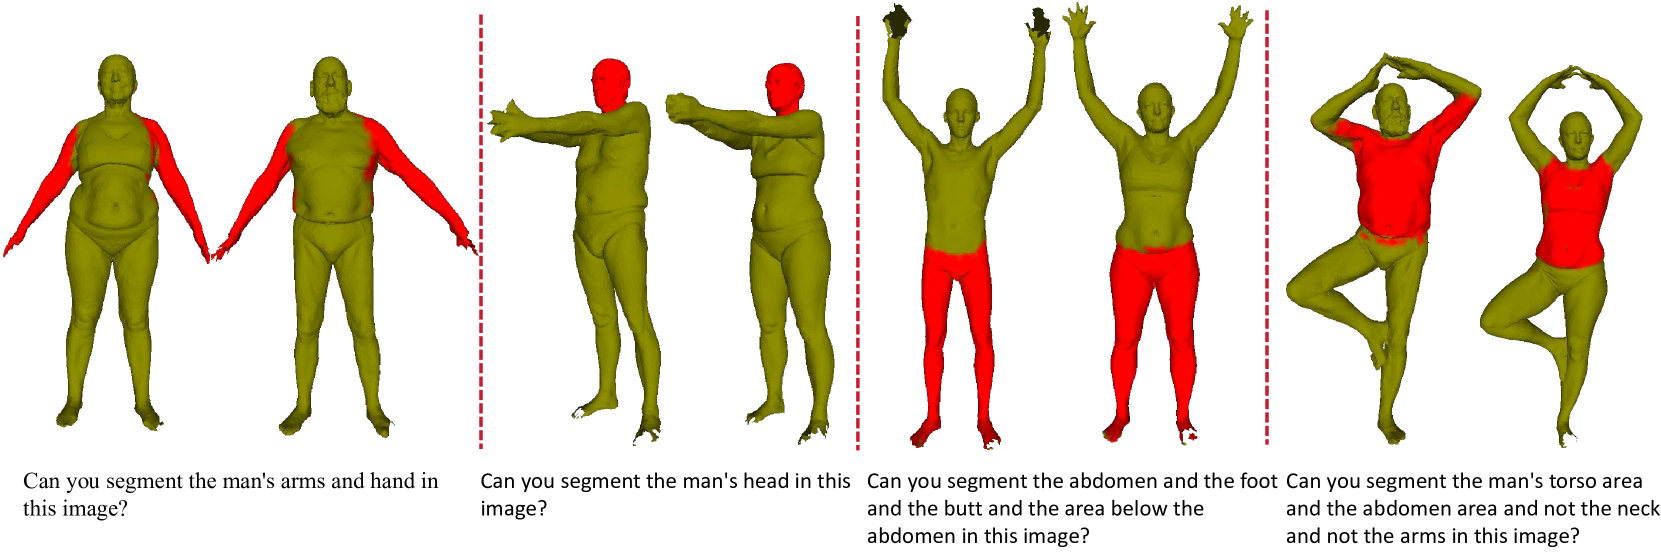 Can you segment the man's arms and hand in
this image?
Can you segment the man's head in this
image?
Can you segment the abdomen and the foot
and the butt and the area below the
abdomen in this image?
Can you segment the man's torso area
and the abdomen area and not the neck
and not the arms in this image?